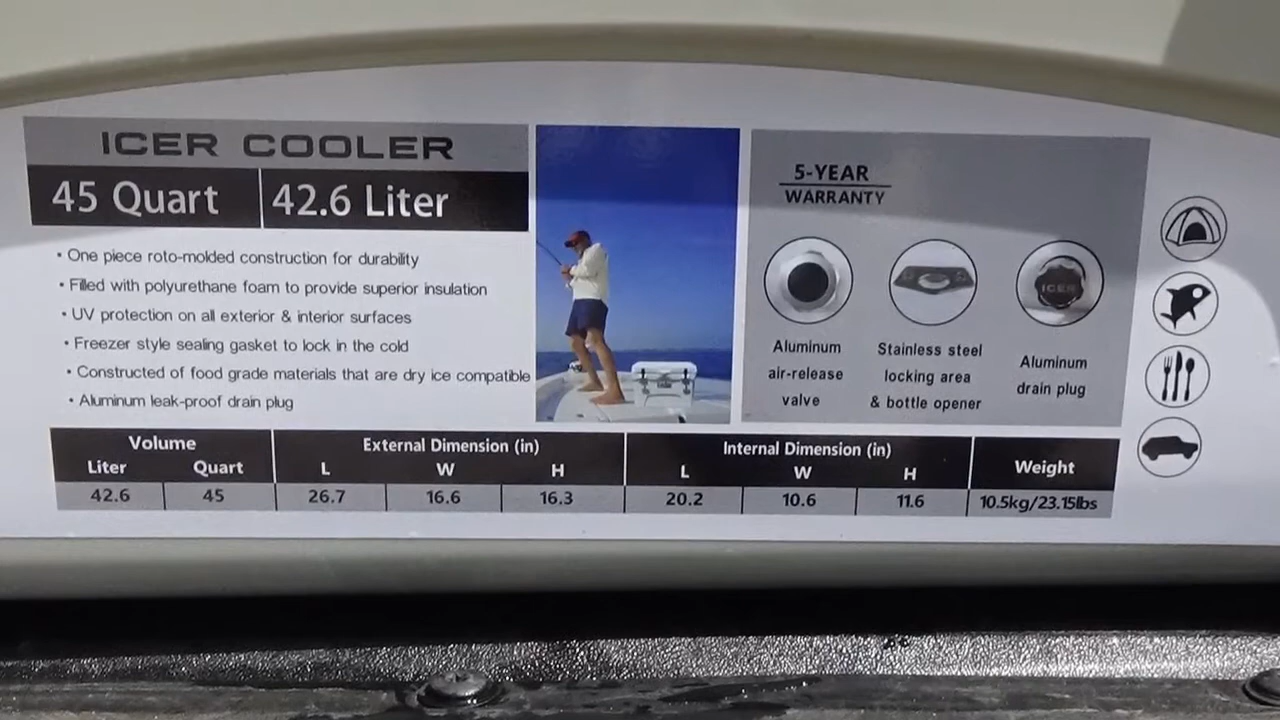 ICER COOLER
45 Quart 42.6 Liter
• One piece roto-molded construction for durability
• Filled with polyurethane foam to provide superior insulation
• UV protection on all exterior & interior surfaces
• Freezer style sealing gasket to lock in the cold
• Constructed of food grade materials that are dry ice compatible
• Aluminum leak-proof drain plug
5-YEAR
WARRANTY
ICER
Aluminum
air-release
valve
Stainless steel
locking area
& bottle opener
Aluminum
drain plug
Volume External Dimension (in) Internal Dimension (in) Weight
Liter Quart L W H L W H
42.6 45 26.7 16.6 16.3 20.2 10.6 11.6 10.5kg/23.15lbs